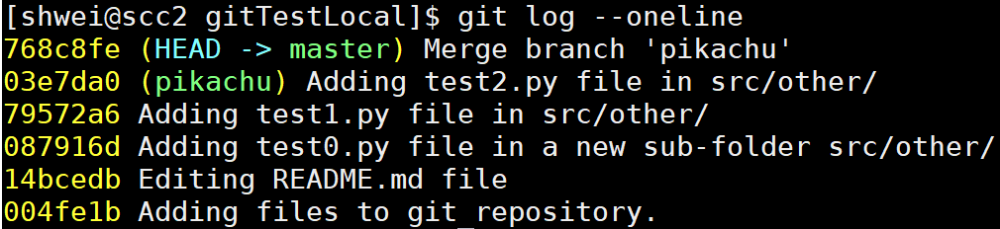 [shwei@scc2 gitTestLocal]$ git log --oneline
768c8fe (HEAD -> master) Merge branch 'pikachu'
03e7da0 (pikachu) Adding test2.py file in src/other/
79572a6 Adding test1.py file in src/other/
087916d Adding test0.py file in a new sub-folder src/other/
14bcedb Editing README.md file
004fe1b Adding files to git repository.